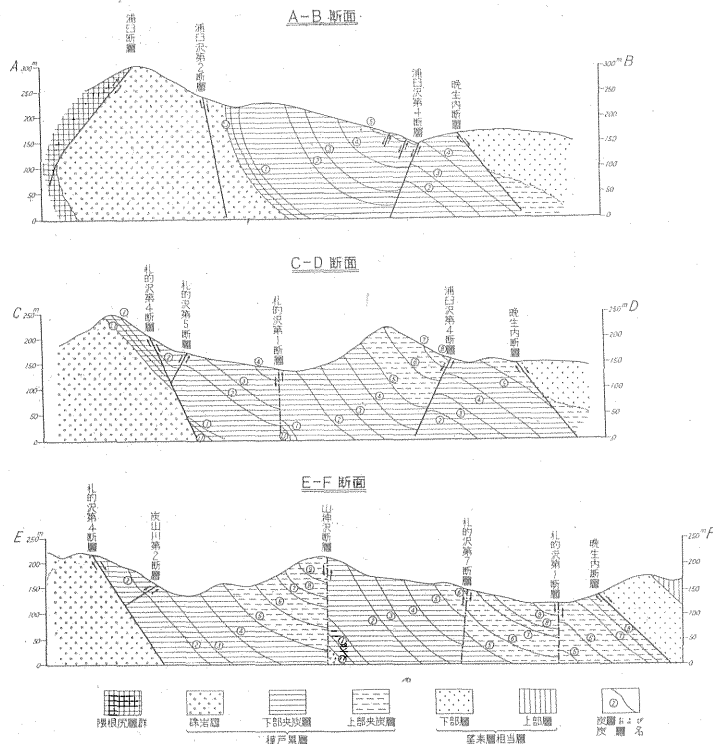 A-B断面
浦臼断層
浦臼沢第2断層
浦臼沢第4断層
晩生内断層
A
B
300m
250
200
150
100
50
0
300m
250
200
150
100
50
0
C-D断面
札的沢第4断層
札的沢第5断層
札的沢第1断層
浦臼沢第4断層
晩生内断層
C
D
250m
200
150
100
50
0
250m
200
150
100
50
0
E-F断面
札的沢第4断層
炭山川第2断層
山神沢断層
札的沢第7断層
札的沢第1断層
晩生内断層
E
F
250m
200
150
100
50
0
250m
200
150
100
50
0
隈根尻層群
礫岩層
下部夾炭層
上部夾炭層
下部層
上部層
炭層および
炭層名
樺戸層群
相当層